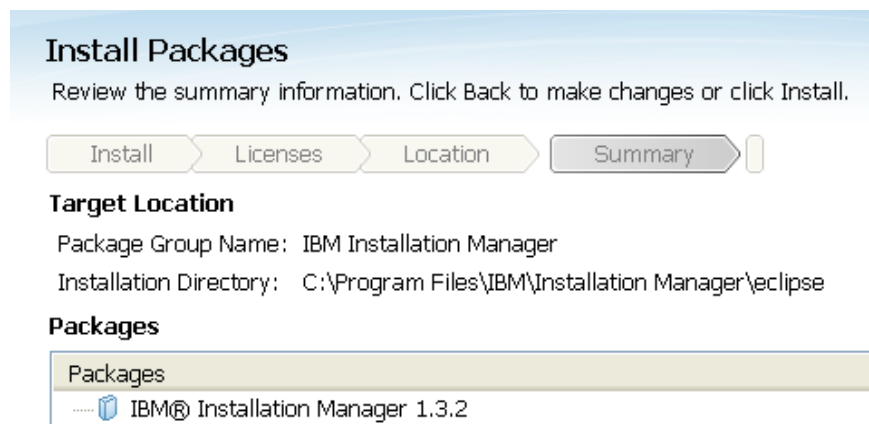 Install Packages
Review the summary information. Click Back to make changes or click Install.
Install Licenses Location Summary
Target Location
Package Group Name: IBM Installation Manager
Installation Directory: C:\Program Files\IBM\Installation Manager\eclipse
Packages
Packages
IBM® Installation Manager 1.3.2